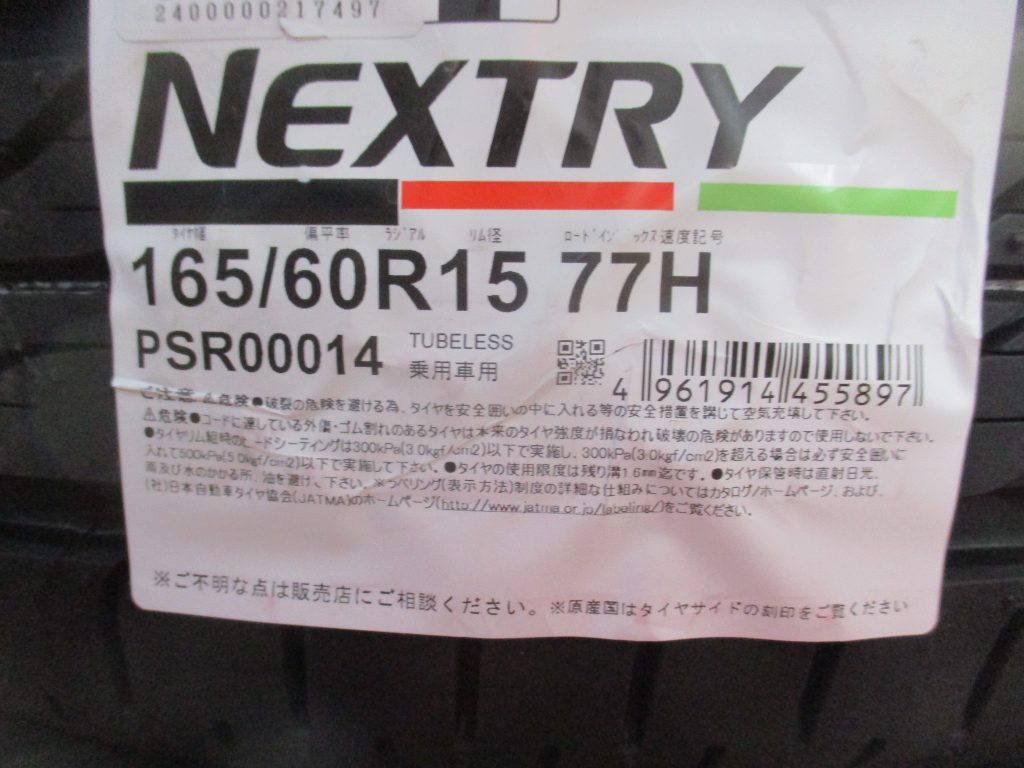 2400000217497
NEXTRY
タイヤ幅 偏平率 ラジアル リム径 ロードインデックス 速度記号
165/60R15 77H
PSR00014 TUBELESS
乗用車用
4 961914 455897
ご注意 ⚠危険●破裂の危険を避ける為、タイヤを安全囲いの中に入れる等の安全措置を講じて空気充填して下さい。
⚠危険●コードに達している外傷・ゴム割れのあるタイヤは本来のタイヤ強度が損なわれ破壊の危険がありますので使用しないで下さい。
●タイヤリム組時のビードシーティングは300kPa(3.0kgf/cm2)以下で実施し、300kPa(3.0kgf/cm2)を超える場合は必ず安全囲いに
入れて500kPa(5.0kgf/cm2)以下で実施して下さい。●タイヤの使用限度は残り溝1.6mm迄です。●タイヤ保管時は直射日光、
雨及び水のかかる所、油を避け、下さい。※ラベリング(表示方法)制度の詳細な仕組みについてはカタログ/ホームページ、および、
(社)日本自動車タイヤ協会(JATMA)のホームページ(http://www.jatma.or.jp/labeling/)をご覧ください。
※ご不明な点は販売店にご相談ください。※原産国はタイヤサイドの刻印をご覧ください